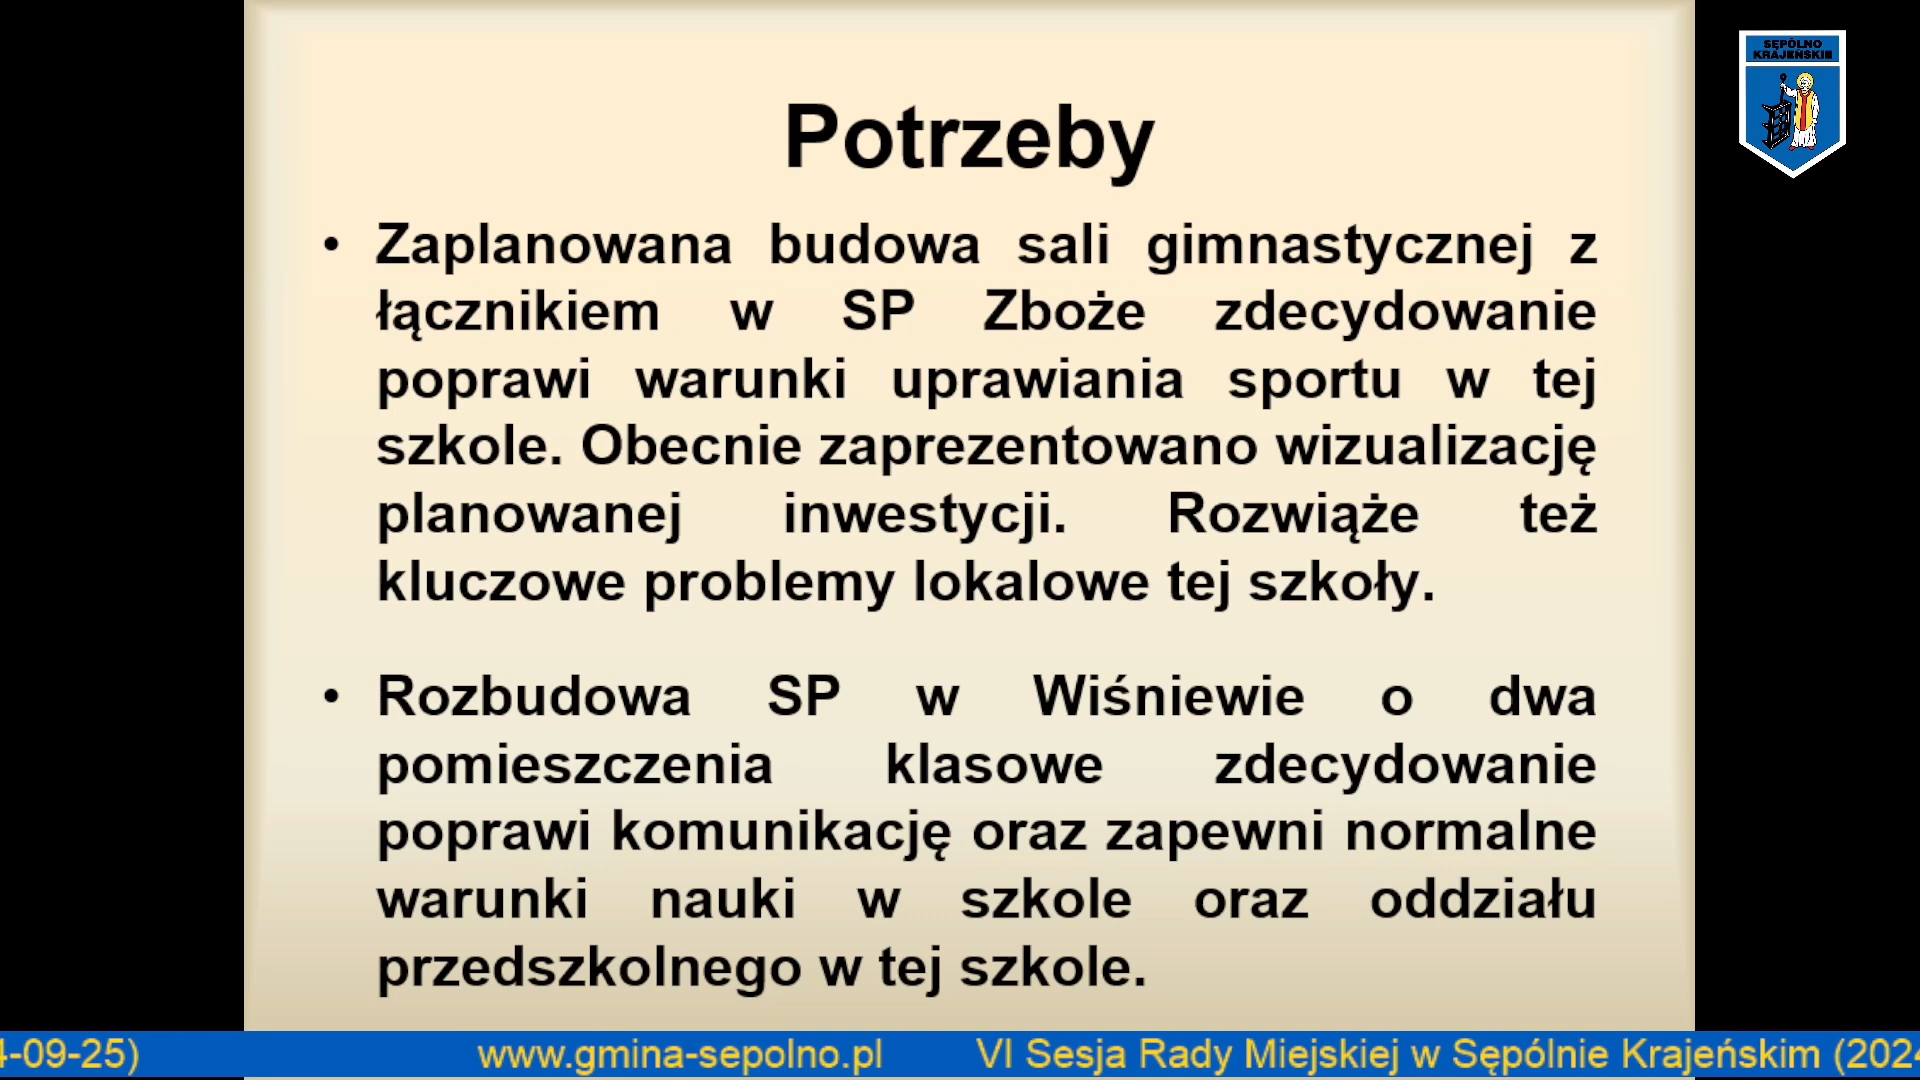 SĘPÓLNO
KRAJEŃSKIE
Potrzeby
• Zaplanowana budowa sali gimnastycznej z
łącznikiem w SP Zboże zdecydowanie
poprawi warunki uprawiania sportu w tej
szkole. Obecnie zaprezentowano wizualizację
planowanej inwestycji. Rozwiąże też
kluczowe problemy lokalowe tej szkoły.
• Rozbudowa SP w Wiśniewie o dwa
pomieszczenia klasowe zdecydowanie
poprawi komunikację oraz zapewni normalne
warunki nauki w szkole oraz oddziału
przedszkolnego w tej szkole.
4-09-25) www.gmina-sepolno.pl VI Sesja Rady Miejskiej w Sępólnie Krajeńskim (2024